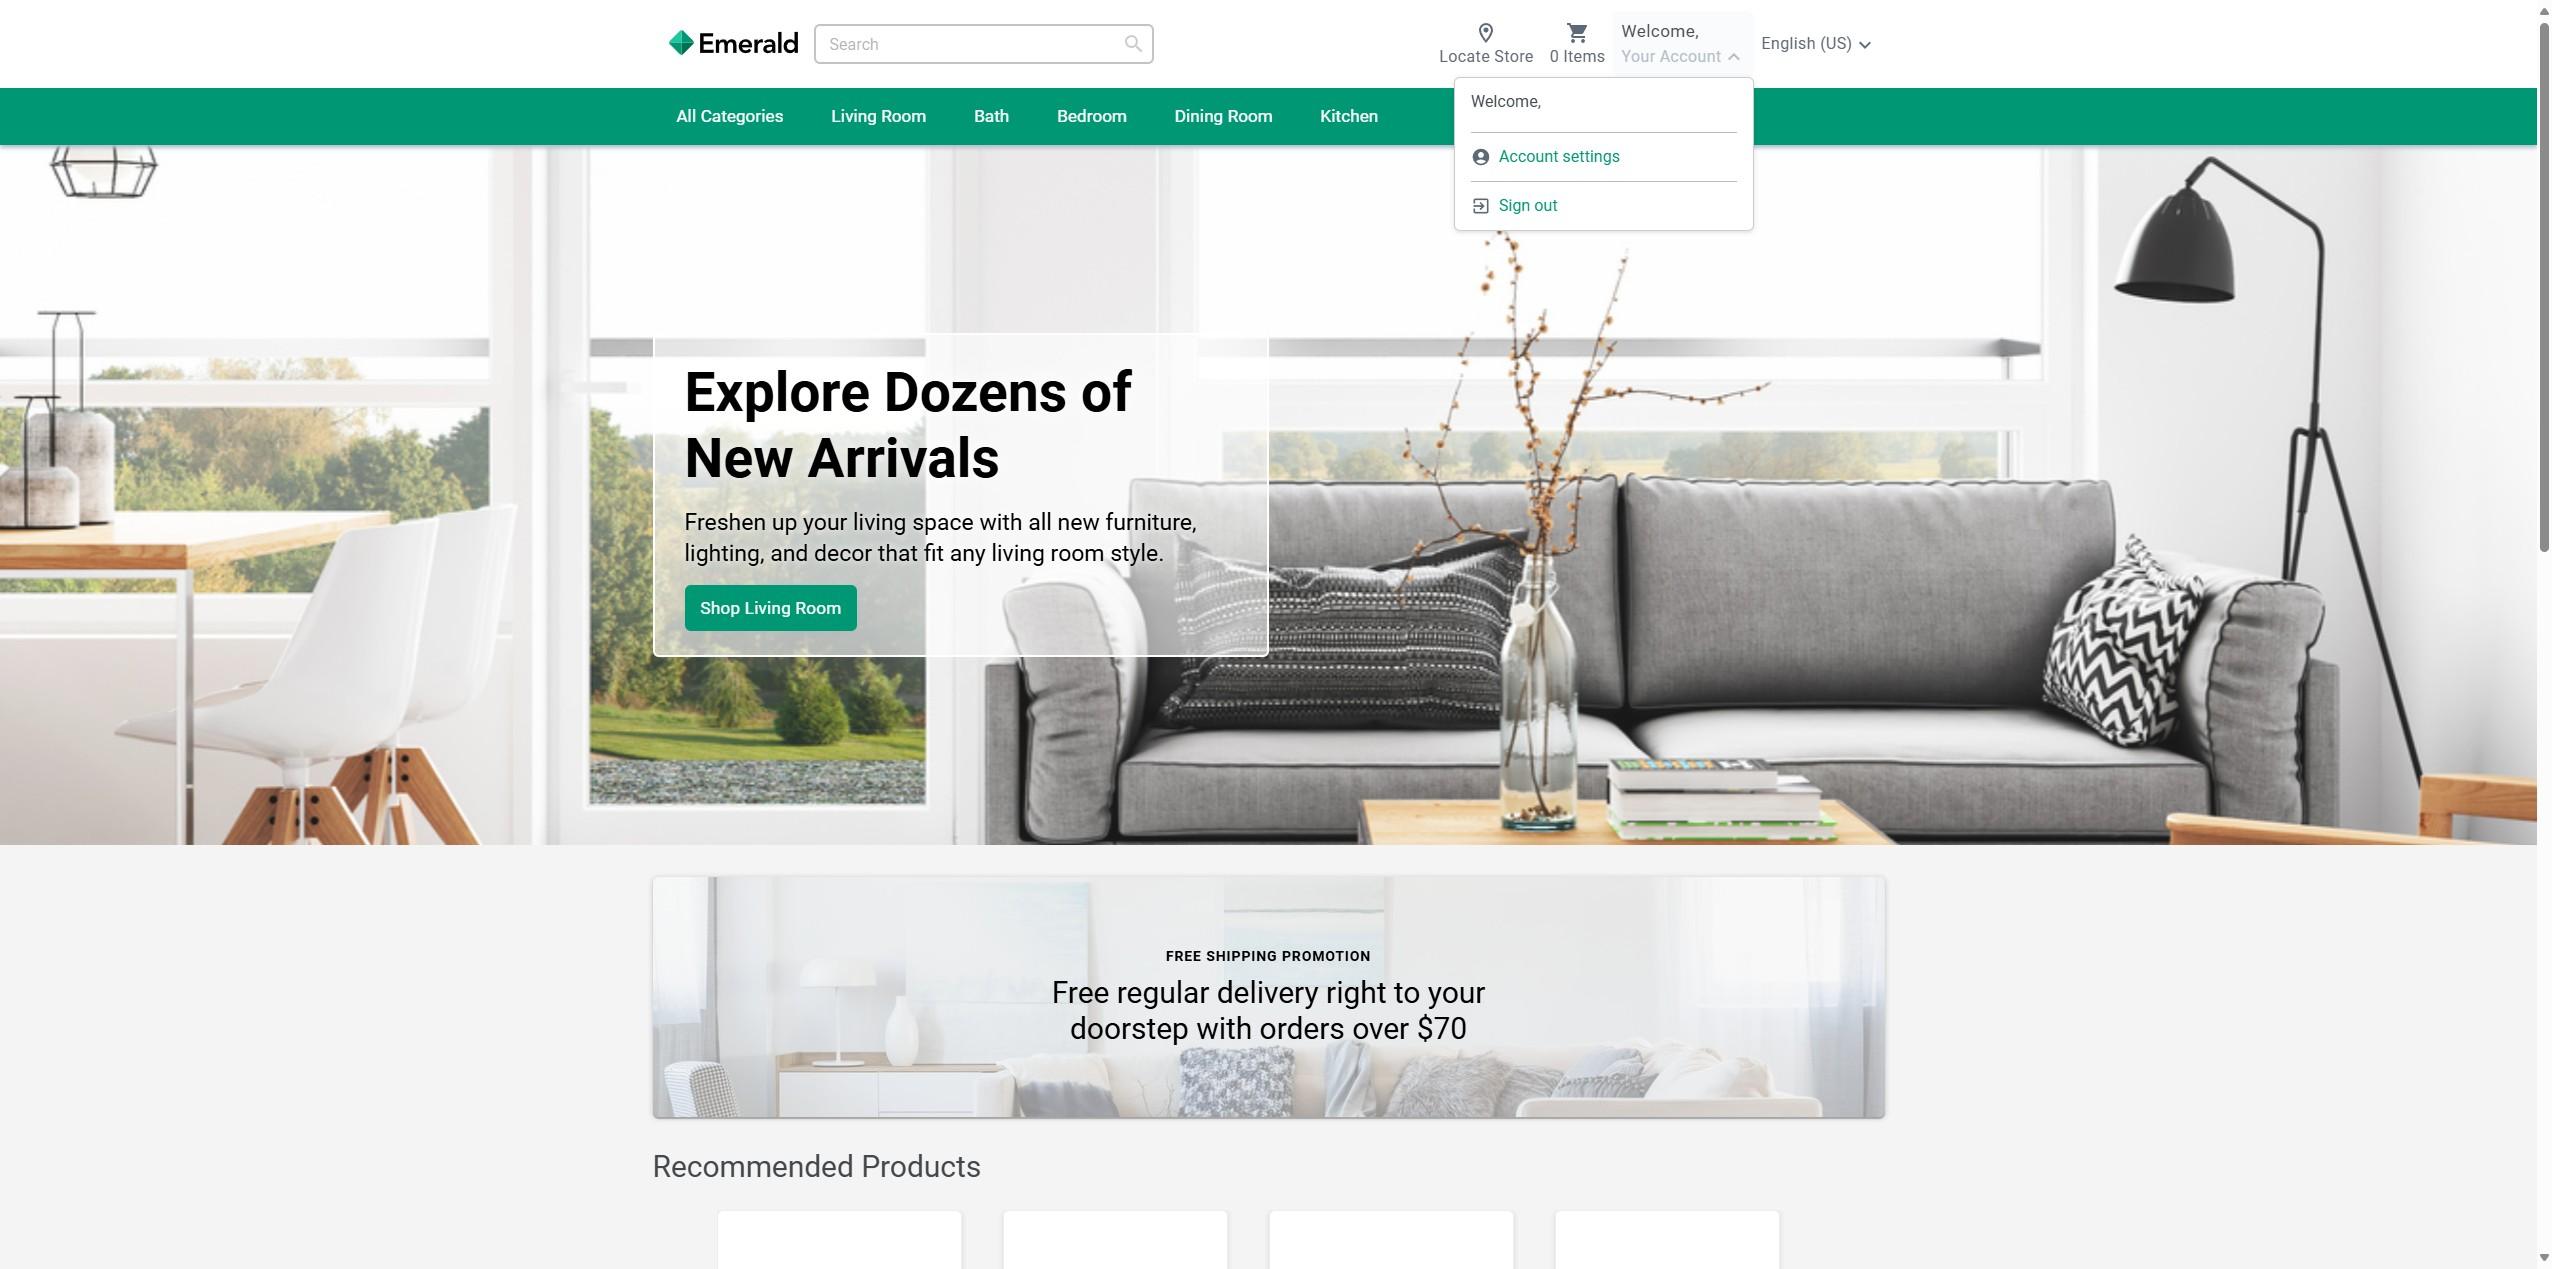 Emerald
Search
Locate Store
0 Items
Welcome,
Your Account
English (US)
All Categories
Living Room
Bath
Bedroom
Dining Room
Kitchen
Welcome,
Account settings
Sign out
Explore Dozens of
New Arrivals
Freshen up your living space with all new furniture,
lighting, and decor that fit any living room style.
Shop Living Room
FREE SHIPPING PROMOTION
Free regular delivery right to your
doorstep with orders over $70
Recommended Products